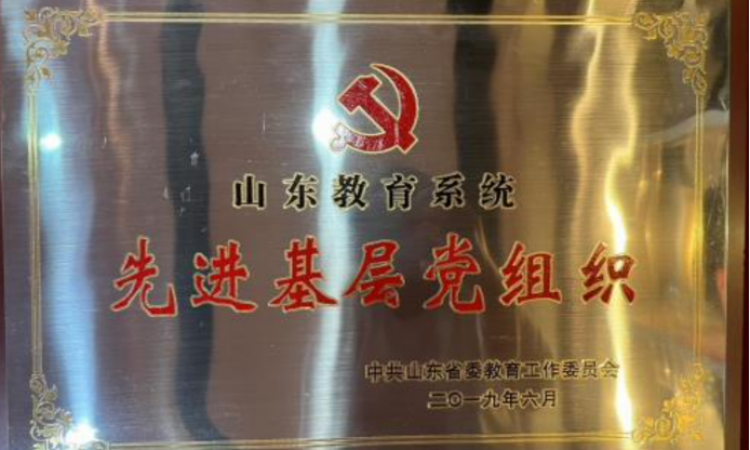 山东教育系统
先进基层党组织
中共山东省委教育工作委员会
二〇一九年六月